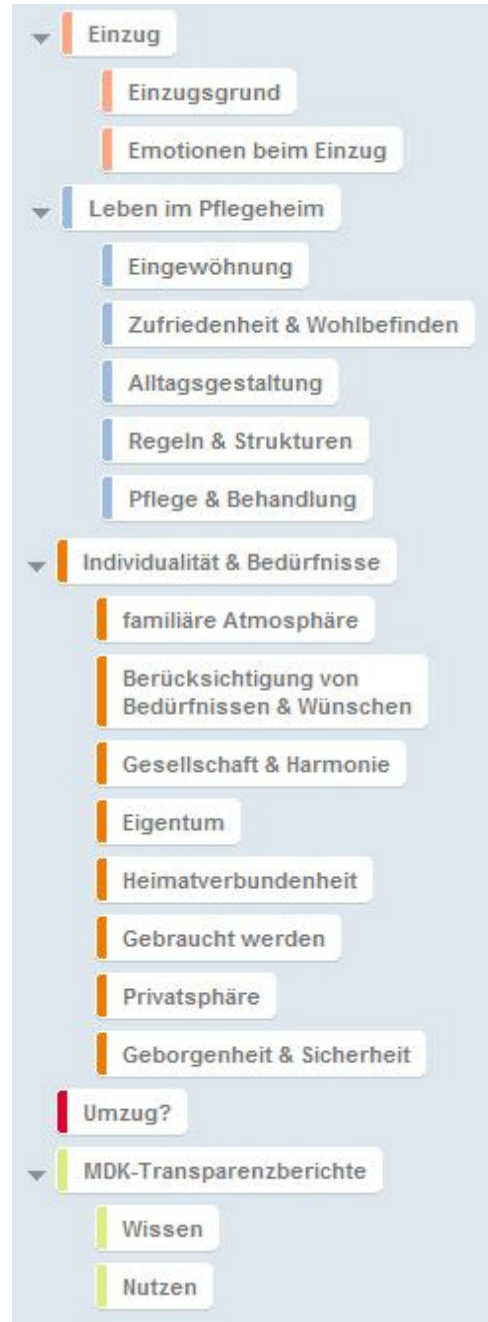 Einzug
Einzugsgrund
Emotionen beim Einzug
Leben im Pflegeheim
Eingewöhnung
Zufriedenheit & Wohlbefinden
Alltagsgestaltung
Regeln & Strukturen
Pflege & Behandlung
Individualität & Bedürfnisse
familiäre Atmosphäre
Berücksichtigung von
Bedürfnissen & Wünschen
Gesellschaft & Harmonie
Eigentum
Heimatverbundenheit
Gebraucht werden
Privatsphäre
Geborgenheit & Sicherheit
Umzug?
MDK-Transparenzberichte
Wissen
Nutzen